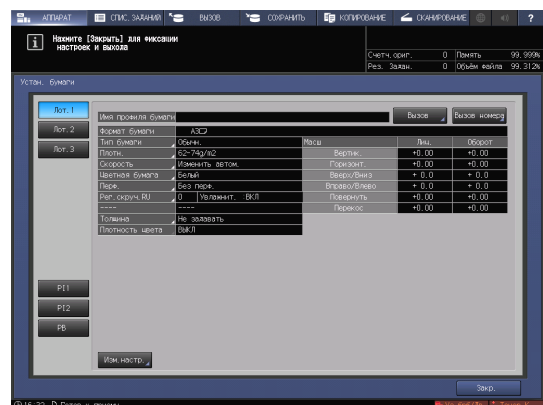 АППАРАТ СПИС. ЗАДАНИЙ ВЫЗОВ СОХРАНИТЬ КОПИРОВАНИЕ СКАНИРОВАНИЕ ?
Нажмите [Закрыть] для фиксации
настроек и выхода
Счетч. ориг. 0 Память 99.999%
Рез. Задан. 0 Объём файла 99.312%
Устан. бумаги
Лот. 1
Лот. 2
Лот. 3
PI1
PI2
PB
Имя профиля бумаги Вызов Вызов номера
Формат бумаги A3
Тип бумаги Обычн. Масш Лиц. Оборот
Плотн. 62-74g/m2 Вертик. +0.00 +0.00
Скорость Изменить автом. Горизонт. +0.00 +0.00
Цветная бумага Белый Вверх/Вниз + 0.0 + 0.0
Перф. Без перф. Вправо/Влево + 0.0 + 0.0
Рег.скруч.RU 0 Увлажнит. :ВКЛ Повернуть +0.00 +0.00
---- ---- Перекос +0.00 +0.00
Толщина Не задавать
Плотность цвета ВЫКЛ
Изм.настр.
Закр.